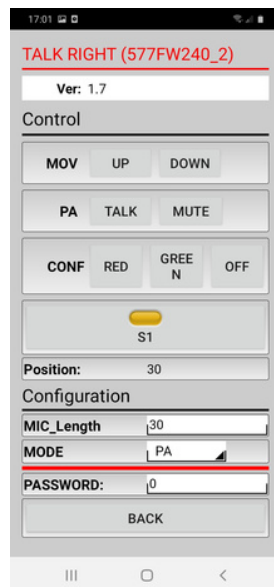 17:01
TALK RIGHT (577FW240_2)
Ver: 1.7
Control
MOV UP DOWN
PA TALK MUTE
CONF RED GREE OFF
N
S1
Position: 30
Configuration
MIC_Length 30
MODE PA
PASSWORD: 0
BACK